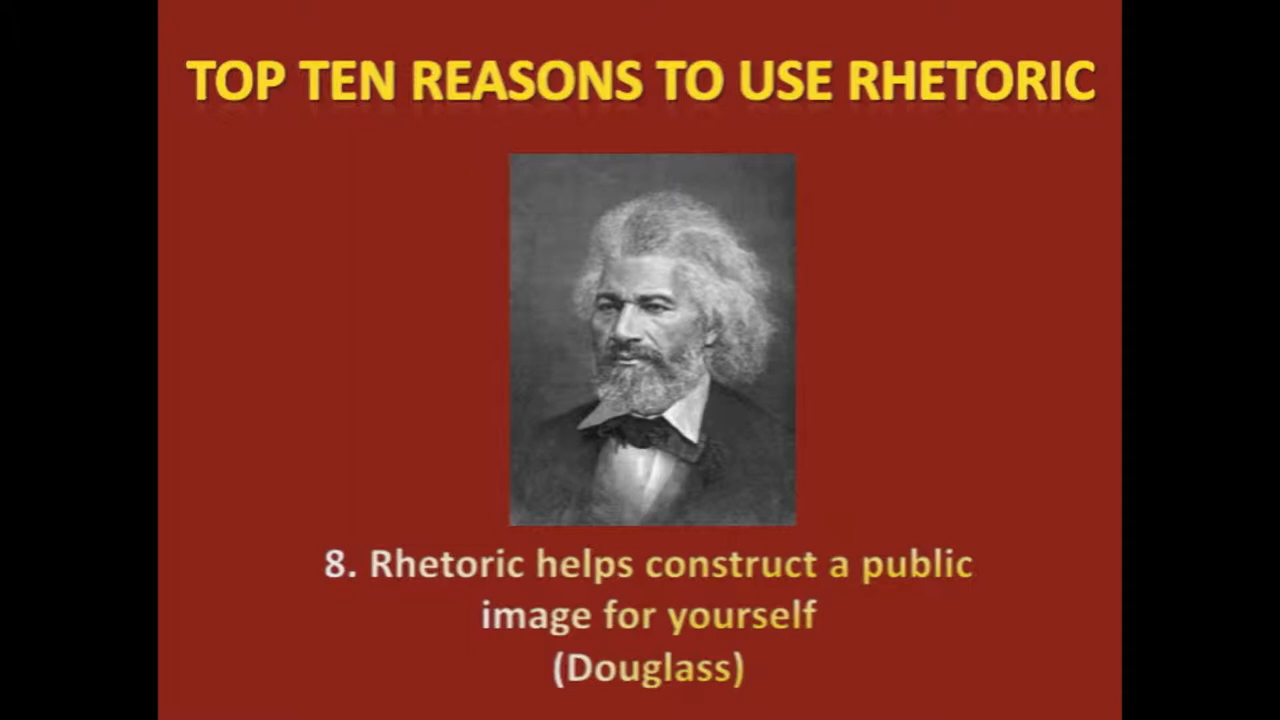 TOP TEN REASONS TO USE RHETORIC
8. Rhetoric helps construct a public
image for yourself
(Douglass)